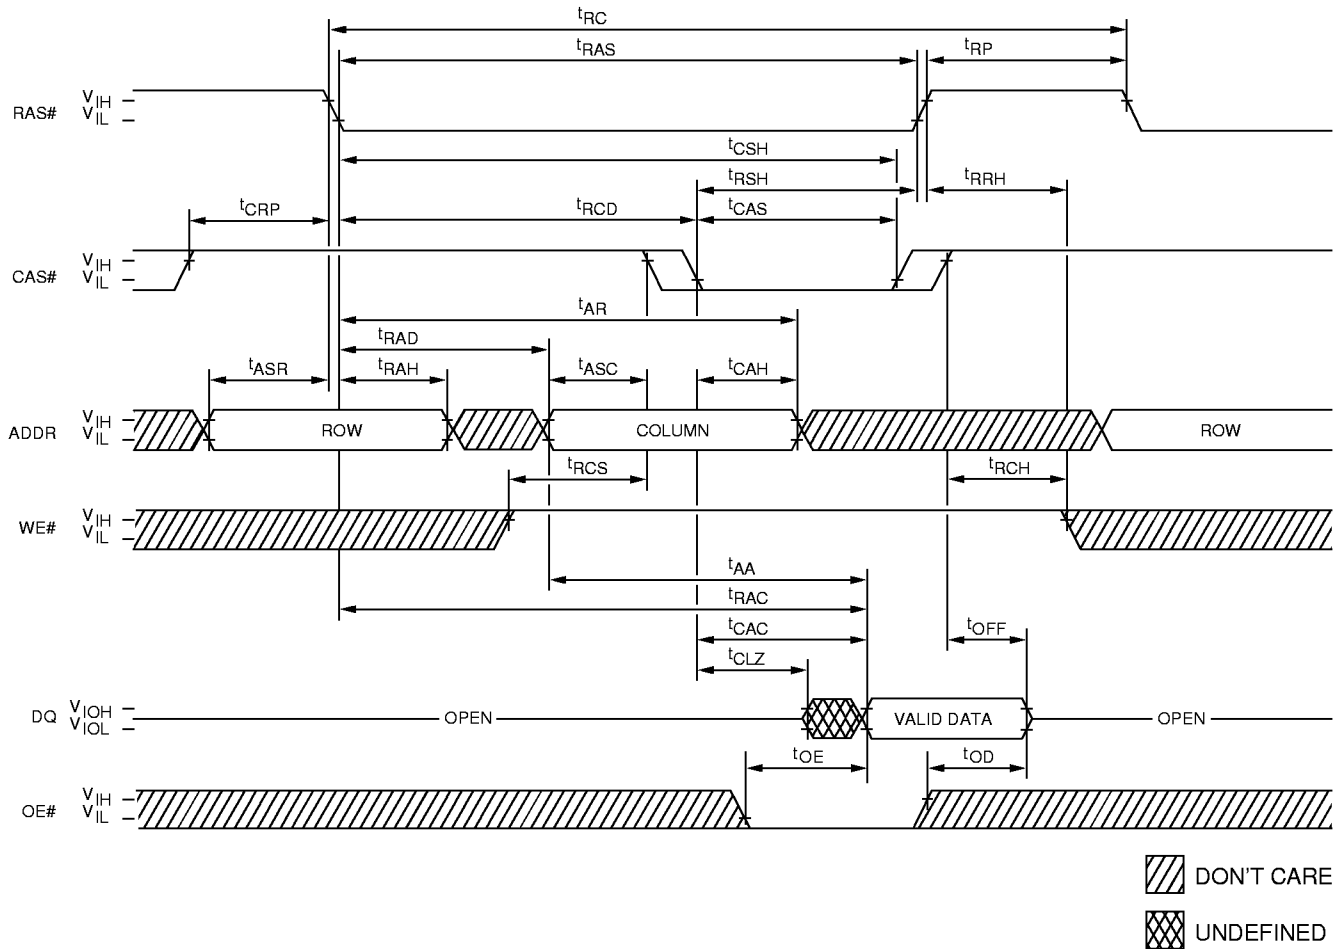 tRC
tRAS
tRP
RAS#
VIH
VIL
tCSH
tRSH
tRRH
tCRP
tRCD
tCAS
CAS#
VIH
VIL
tAR
tRAD
tASR
tRAH
tASC
tCAH
ADDR
VIH
VIL
ROW
COLUMN
ROW
tRCS
tRCH
WE#
VIH
VIL
tAA
tRAC
tCAC
tOFF
tCLZ
DQ
VIOH
VIOL
OPEN
VALID DATA
OPEN
tOE
tOD
OE#
VIH
VIL
DON'T CARE
UNDEFINED